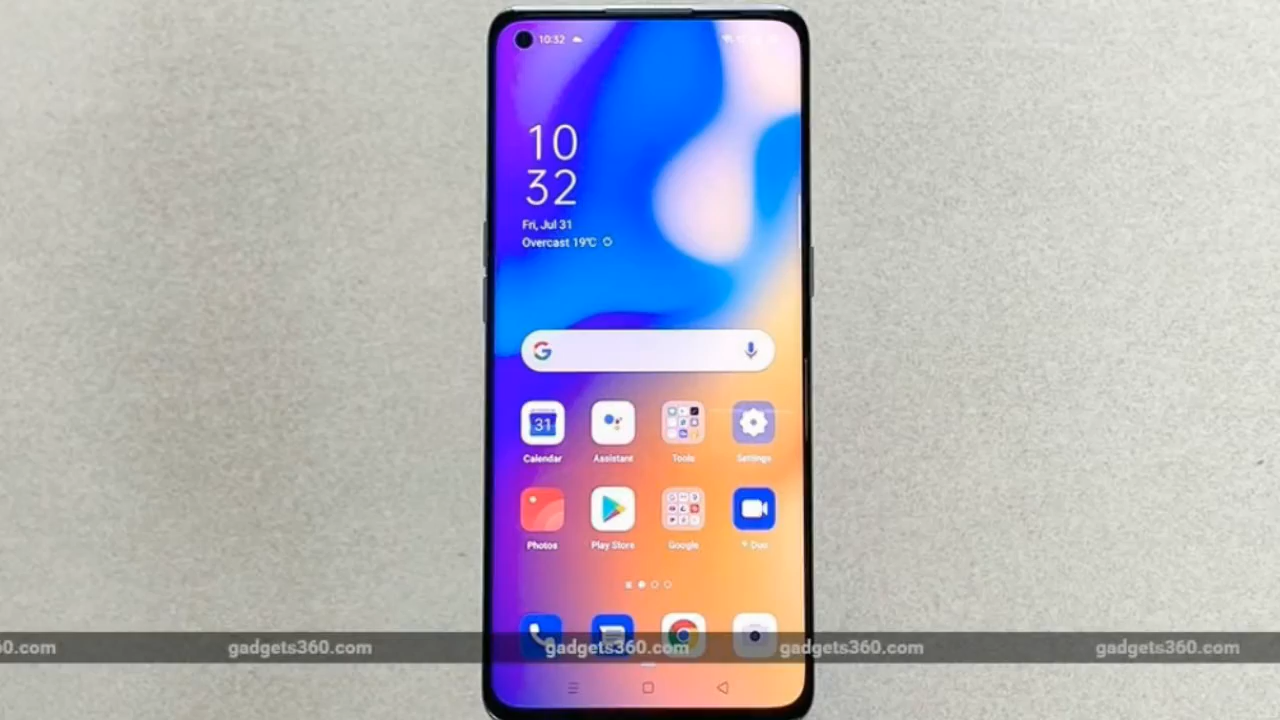 10:32
10
32
Fri, Jul 31
Overcast 19°C
G
31
Calendar Assistant Tools Settings
Photos Play Store Google Duo
0.com gadgets360.com gadgets360.com gadgets360.com gadgets360.com